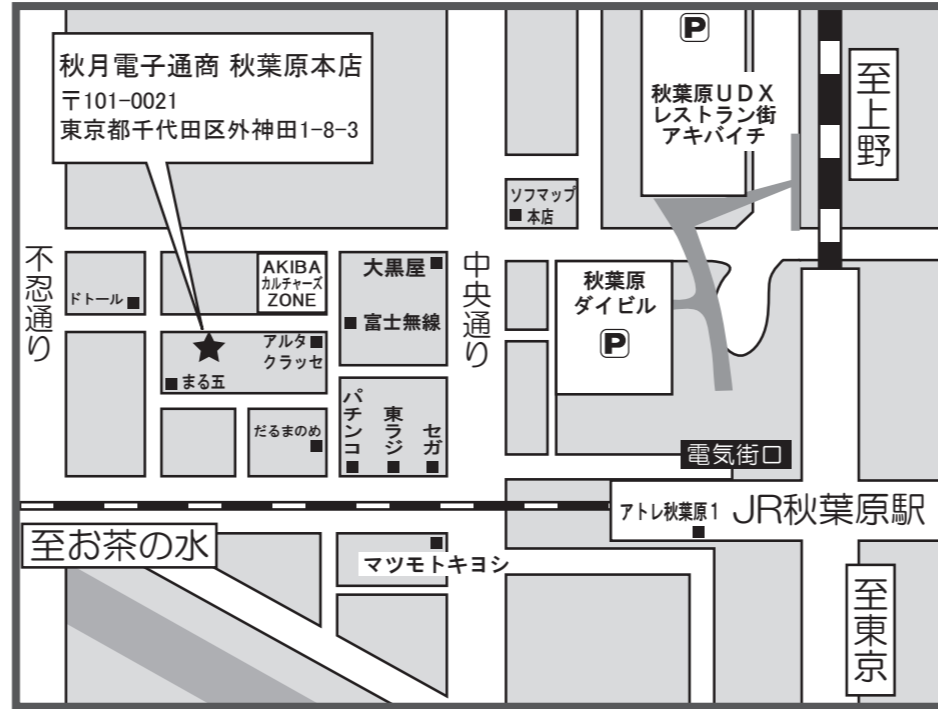 秋月電子通商 秋葉原本店
〒101-0021
東京都千代田区外神田1-8-3
P
秋葉原UDX
レストラン街
アキバイチ
至上野
ソフマップ
本店
不忍通り
ドトール
AKIBA
カルチャーズ
ZONE
大黒屋
富士無線
中央通り
秋葉原
ダイビル
P
アルタ
クラッセ
まる五
だるまのめ
パチンコ
東ラジ
セガ
電気街口
アトレ秋葉原1
JR秋葉原駅
至お茶の水
マツモトキヨシ
至東京